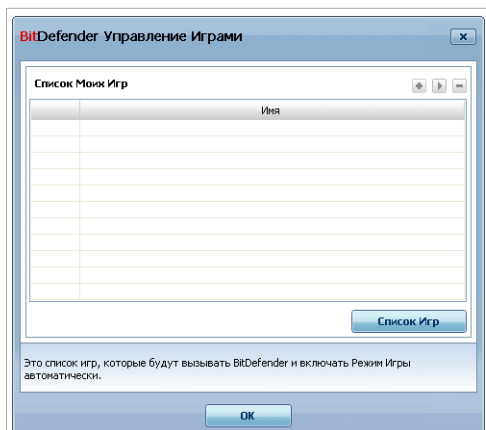 BitDefender Управление Играми
Список Моих Игр
Имя
Список Игр
Это список игр, которые будут вызывать BitDefender и включать Режим Игры
автоматически.
OK